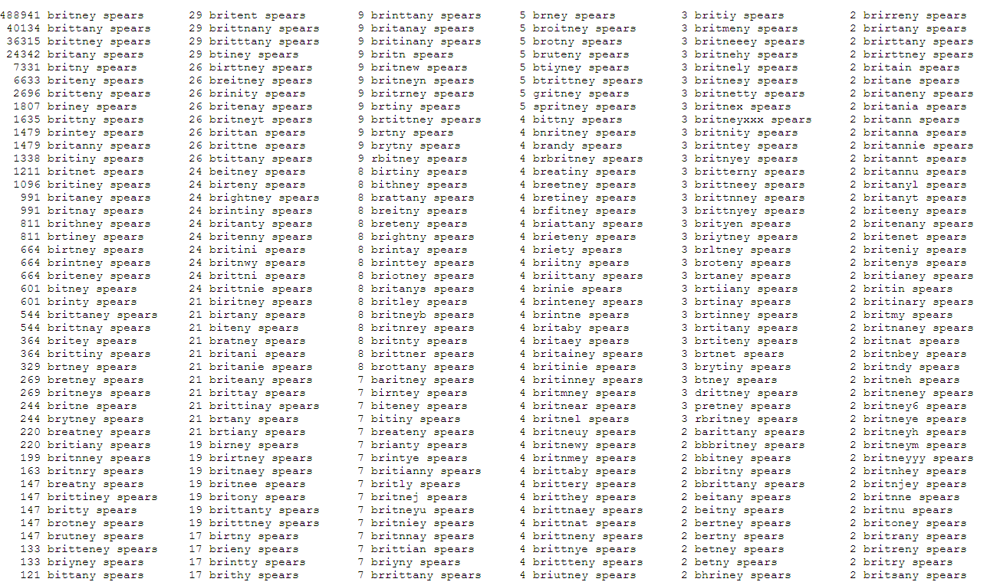 488941 britney spears
40134 brittany spears
36315 brittney spears
24342 britany spears
7331 britny spears
6633 briteny spears
2696 britteny spears
1807 briney spears
1635 brittny spears
1479 brintey spears
1479 britanny spears
1338 britiny spears
1211 britnet spears
1096 britiney spears
991 britaney spears
991 britnay spears
811 brithney spears
811 brtiney spears
664 birtney spears
664 brintney spears
664 briteney spears
601 bitney spears
601 brinty spears
544 brittaney spears
544 brittnay spears
364 britey spears
364 brittiny spears
329 brtney spears
269 bretney spears
269 britneys spears
244 britne spears
244 brytney spears
220 breatney spears
220 britiany spears
199 britnney spears
163 britnry spears
147 breatny spears
147 brittiney spears
147 britty spears
147 brotney spears
147 brutney spears
133 britteney spears
133 briyney spears
121 bittany spears
29 britent spears
29 brittnany spears
29 britttany spears
29 btiney spears
26 birttney spears
26 breitney spears
26 brinity spears
26 britenay spears
26 britneyt spears
26 brittan spears
26 brittne spears
26 btittany spears
24 beitney spears
24 birteny spears
24 brightney spears
24 brintiny spears
24 britanty spears
24 britenny spears
24 britini spears
24 britnwy spears
24 brittni spears
24 brittnie spears
21 biritney spears
21 birtany spears
21 biteny spears
21 bratney spears
21 britani spears
21 britanie spears
21 briteany spears
21 brittay spears
21 brittinay spears
21 brtany spears
21 brtiany spears
19 birney spears
19 brirtney spears
19 britnaey spears
19 britnee spears
19 britony spears
19 brittanty spears
19 britttney spears
17 birtny spears
17 brieny spears
17 brintty spears
17 brithy spears
9 brinttany spears
9 britanay spears
9 britinany spears
9 britn spears
9 britnew spears
9 britneyn spears
9 britrney spears
9 brtiny spears
9 brtittney spears
9 brtny spears
9 brytny spears
9 rbitney spears
8 birtiny spears
8 bithney spears
8 brattany spears
8 breitny spears
8 breteny spears
8 brightny spears
8 brintay spears
8 brinttey spears
8 briotney spears
8 britanys spears
8 britley spears
8 britneyb spears
8 britnrey spears
8 britnty spears
8 brittner spears
8 brottany spears
7 baritney spears
7 birntey spears
7 biteney spears
7 bitiny spears
7 breateny spears
7 brianty spears
7 brintye spears
7 britianny spears
7 britly spears
7 britnej spears
7 britneyu spears
7 britniey spears
7 britnnay spears
7 brittian spears
7 briyny spears
7 brrittany spears
5 brney spears
5 broitney spears
5 brotny spears
5 bruteny spears
5 btiyney spears
5 btrittney spears
5 gritney spears
5 spritney spears
4 bittny spears
4 bnritney spears
4 brandy spears
4 brbritney spears
4 breatiny spears
4 breetney spears
4 bretiney spears
4 brfitney spears
4 briattany spears
4 brieteny spears
4 briety spears
4 briitny spears
4 briittany spears
4 brinie spears
4 brinteney spears
4 brintne spears
4 britaby spears
4 britaey spears
4 britainey spears
4 britinie spears
4 britinney spears
4 britmney spears
4 britnear spears
4 britnel spears
4 britneuy spears
4 britnewy spears
4 britnmey spears
4 brittaby spears
4 brittery spears
4 britthey spears
4 brittnaey spears
4 brittnat spears
4 brittneny spears
4 brittnye spears
4 brittteny spears
4 briutney spears
3 britiy spears
3 britmeny spears
3 britneeey spears
3 britnehy spears
3 britnely spears
3 britnesy spears
3 britnetty spears
3 britnex spears
3 britneyxxx spears
3 britnity spears
3 britntey spears
3 britnyey spears
3 britterny spears
3 brittneey spears
3 brittnney spears
3 brittnyey spears
3 brityen spears
3 briytney spears
3 brltney spears
3 broteny spears
3 brtaney spears
3 brtiiany spears
3 brtinay spears
3 brtinney spears
3 brtitany spears
3 brtiteny spears
3 brtnet spears
3 brytiny spears
3 btney spears
3 drittney spears
3 pretney spears
3 rbritney spears
2 barittany spears
2 bbbritney spears
2 bbitney spears
2 bbritny spears
2 bbrittany spears
2 beitany spears
2 beitny spears
2 bertney spears
2 bertny spears
2 betney spears
2 betny spears
2 bhriney spears
2 brirreny spears
2 brirtany spears
2 brirttany spears
2 brirttney spears
2 britain spears
2 britane spears
2 britaneny spears
2 britania spears
2 britann spears
2 britanna spears
2 britannie spears
2 britannt spears
2 britannu spears
2 britanyl spears
2 britanyt spears
2 briteeny spears
2 britenany spears
2 britenet spears
2 briteniy spears
2 britenys spears
2 britianey spears
2 britin spears
2 britinary spears
2 britmy spears
2 britnaney spears
2 britnat spears
2 britnbey spears
2 britndy spears
2 britneh spears
2 britneney spears
2 britney6 spears
2 britneye spears
2 britneyh spears
2 britneym spears
2 britneyyy spears
2 britnhey spears
2 britnjey spears
2 britnne spears
2 britnu spears
2 britoney spears
2 britrany spears
2 britreny spears
2 britry spears
2 britsany spears